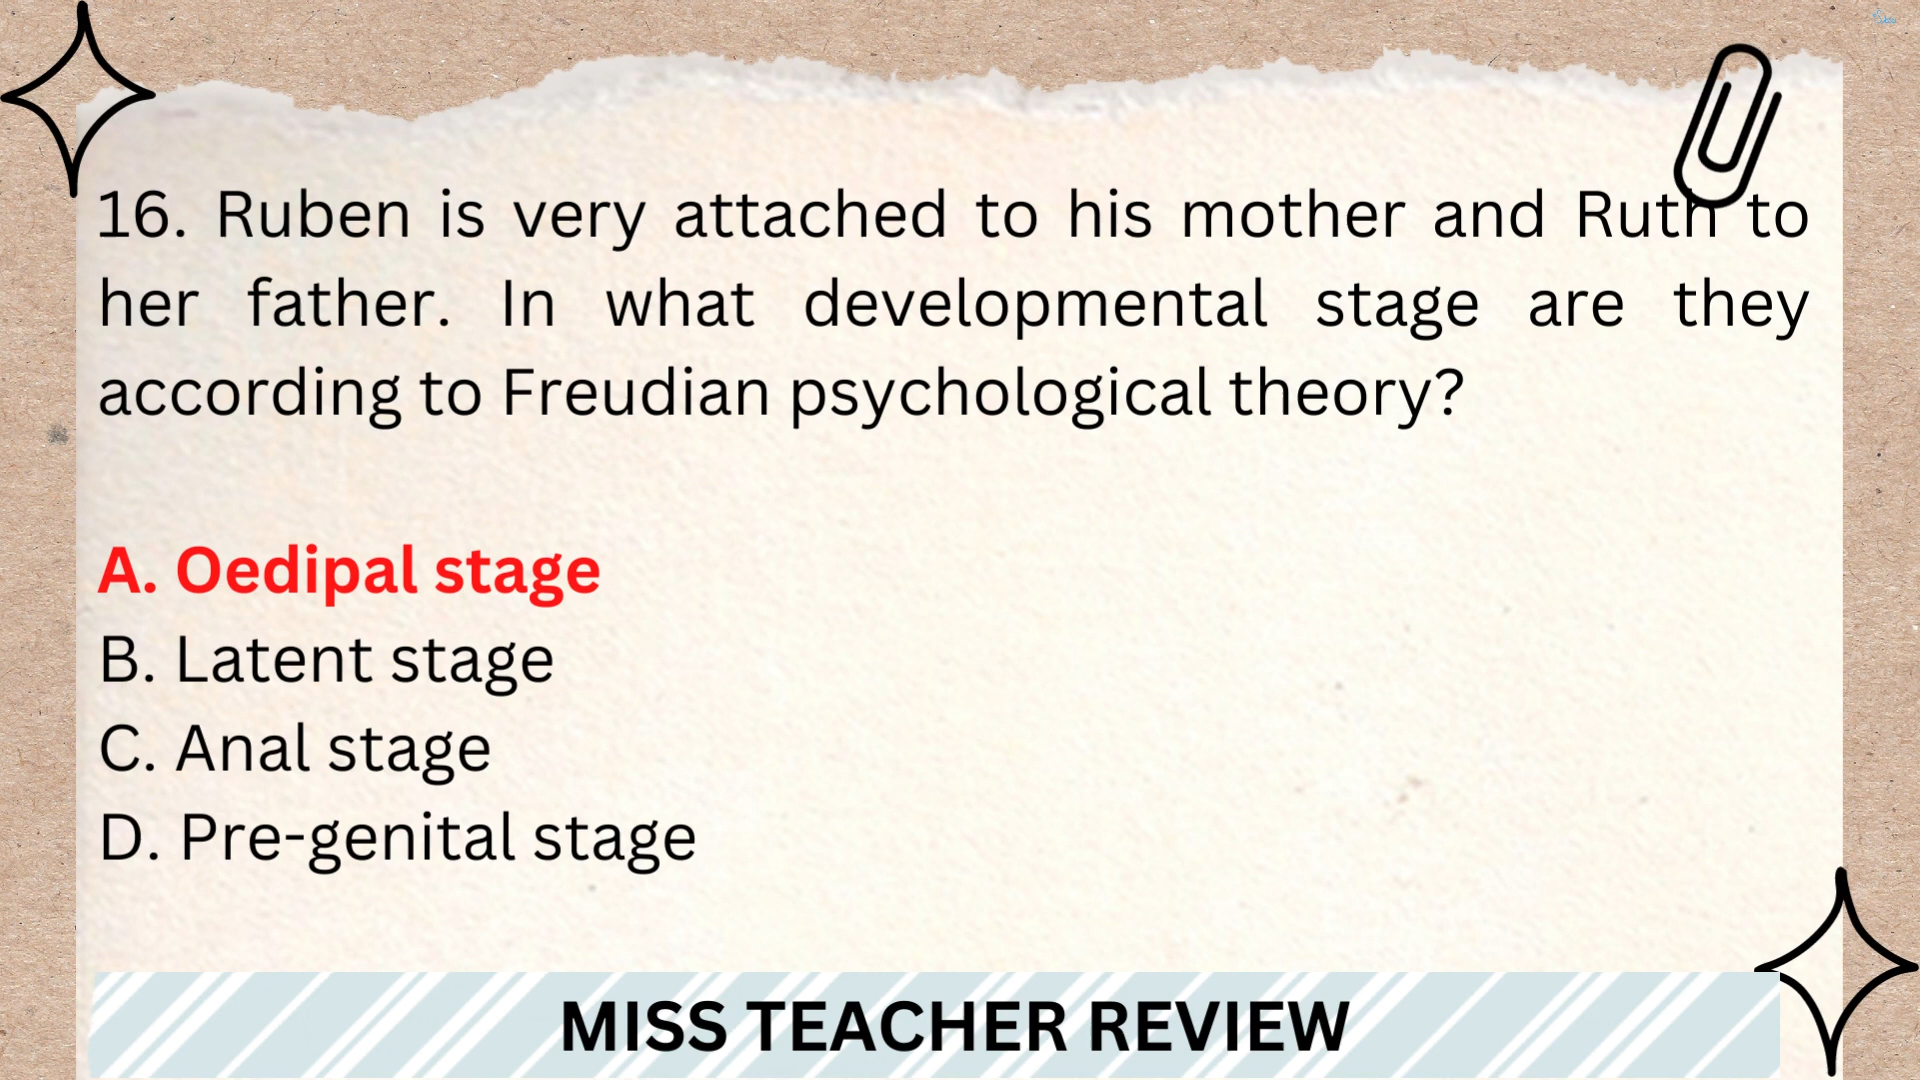 16. Ruben is very attached to his mother and Ruth to
her father. In what developmental stage are they
according to Freudian psychological theory?
A. Oedipal stage
B. Latent stage
C. Anal stage
D. Pre-genital stage
MISS TEACHER REVIEW